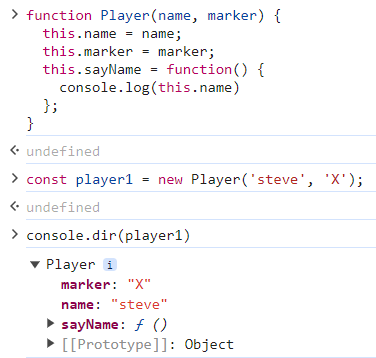 > function Player(name, marker) {
this.name = name;
this.marker = marker;
this.sayName = function() {
console.log(this.name)
};
}
<· undefined
> const player1 = new Player('steve', 'X');
<· undefined
> console.dir(player1)
▼ Player i
marker: "X"
name: "steve"
▶ sayName: ƒ ()
▶ [[Prototype]]: Object